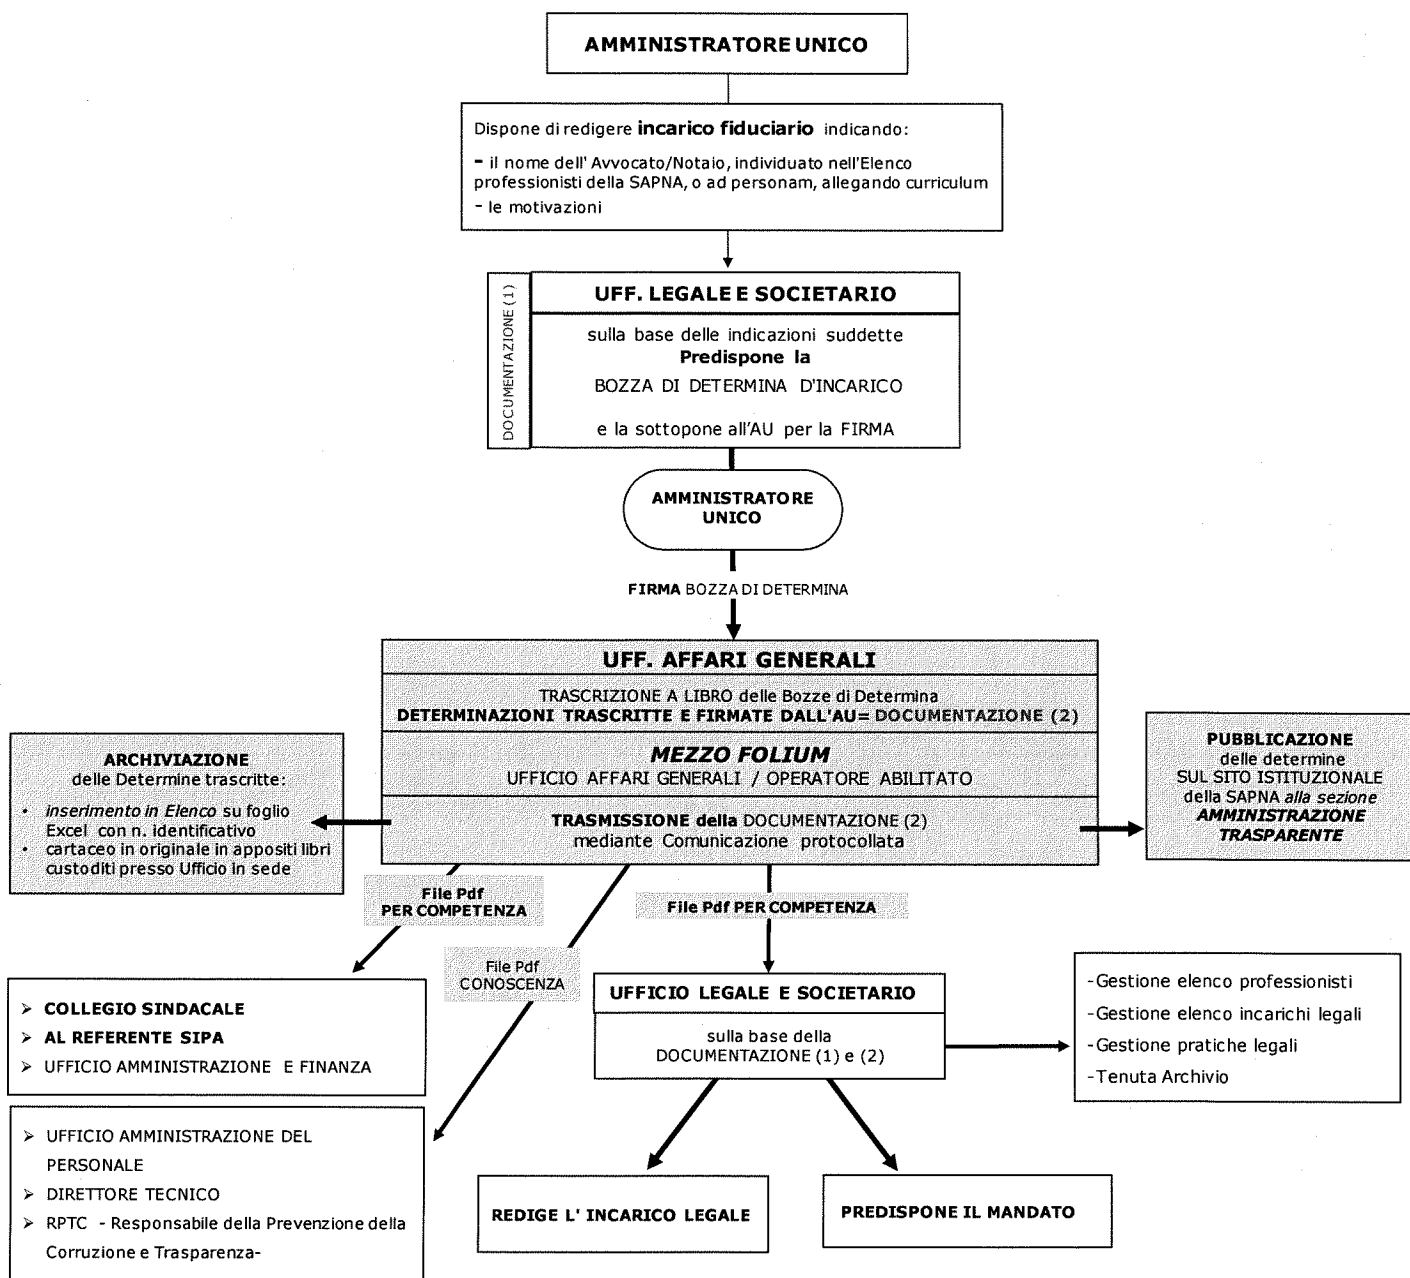 AMMINISTRATORE UNICO
Dispone di redigere incarico fiduciario indicando:
- il nome dell' Avvocato/Notaio, individuato nell'Elenco
professionisti della SAPNA, o ad personam, allegando curriculum
- le motivazioni
DOCUMENTAZIONE (1)
UFF. LEGALE E SOCIETARIO
sulla base delle indicazioni suddette
Predispone la
BOZZA DI DETERMINA D'INCARICO
e la sottopone all'AU per la FIRMA
AMMINISTRATORE
UNICO
FIRMA BOZZA DI DETERMINA
UFF. AFFARI GENERALI
TRASCRIZIONE A LIBRO delle Bozze di Determina
DETERMINAZIONI TRASCRITTE E FIRMATE DALL'AU= DOCUMENTAZIONE (2)
MEZZO FOLIUM
UFFICIO AFFARI GENERALI / OPERATORE ABILITATO
TRASMISSIONE della DOCUMENTAZIONE (2)
mediante Comunicazione protocollata
ARCHIVIAZIONE
delle Determine trascritte:
• inserimento in Elenco su foglio
Excel con n. identificativo
• cartaceo in originale in appositi libri
custoditi presso Ufficio in sede
PUBBLICAZIONE
delle determine
SUL SITO ISTITUZIONALE
della SAPNA alla sezione
AMMINISTRAZIONE
TRASPARENTE
File Pdf
PER COMPETENZA
File Pdf PER COMPETENZA
File Pdf
CONOSCENZA
➢ COLLEGIO SINDACALE
➢ AL REFERENTE SIPA
➢ UFFICIO AMMINISTRAZIONE E FINANZA
UFFICIO LEGALE E SOCIETARIO
sulla base della
DOCUMENTAZIONE (1) e (2)
-Gestione elenco professionisti
-Gestione elenco incarichi legali
-Gestione pratiche legali
-Tenuta Archivio
➢ UFFICIO AMMINISTRAZIONE DEL
PERSONALE
➢ DIRETTORE TECNICO
➢ RPTC - Responsabile della Prevenzione della
Corruzione e Trasparenza-
REDIGE L' INCARICO LEGALE
PREDISPONE IL MANDATO